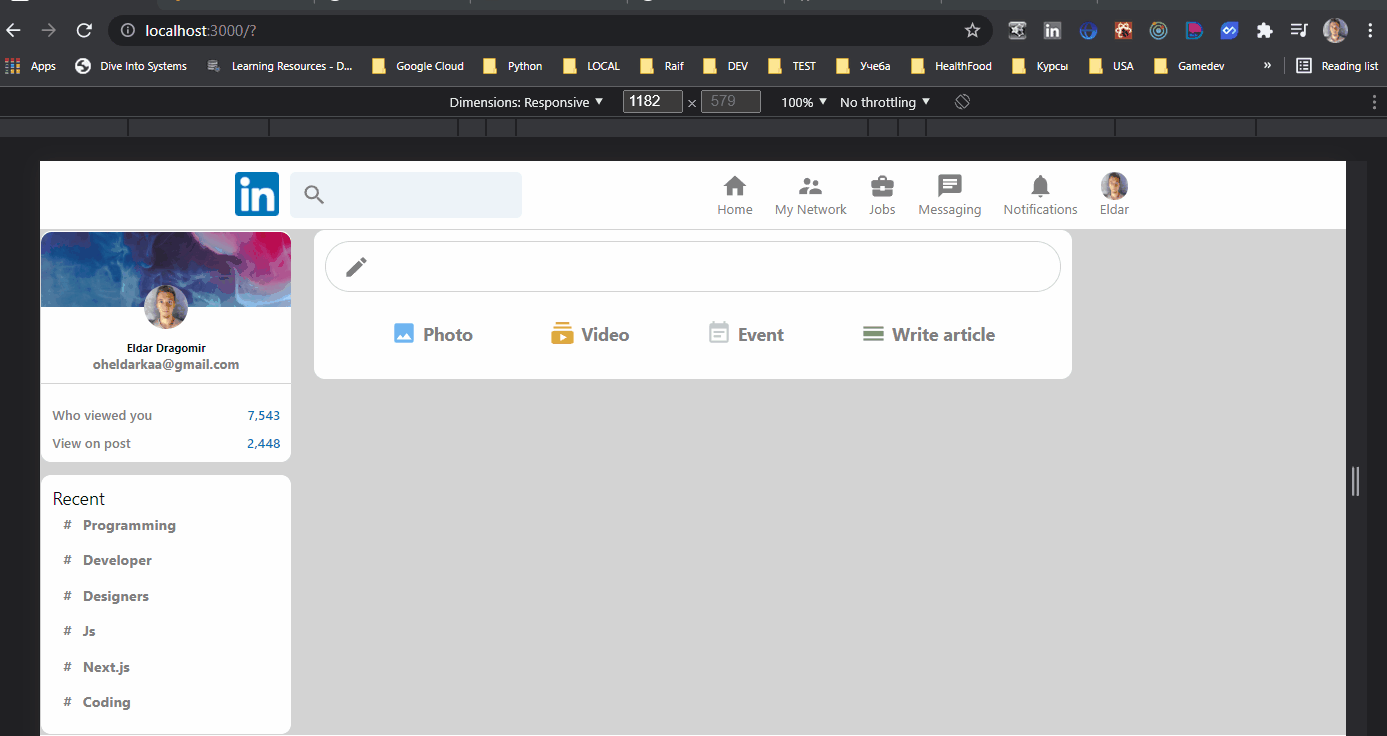 localhost:3000/?
Apps Dive Into Systems Learning Resources - D... Google Cloud Python LOCAL Raif DEV TEST Учеба HealthFood Курсы USA Gamedev » Reading list
Dimensions: Responsive ▼ 1182 × 579 100% ▼ No throttling ▼
in
Home My Network Jobs Messaging Notifications Eldar
Photo Video Event Write article
Eldar Dragomir
oheldarkaa@gmail.com
Who viewed you 7,543
View on post 2,448
Recent
# Programming
# Developer
# Designers
# Js
# Next.js
# Coding